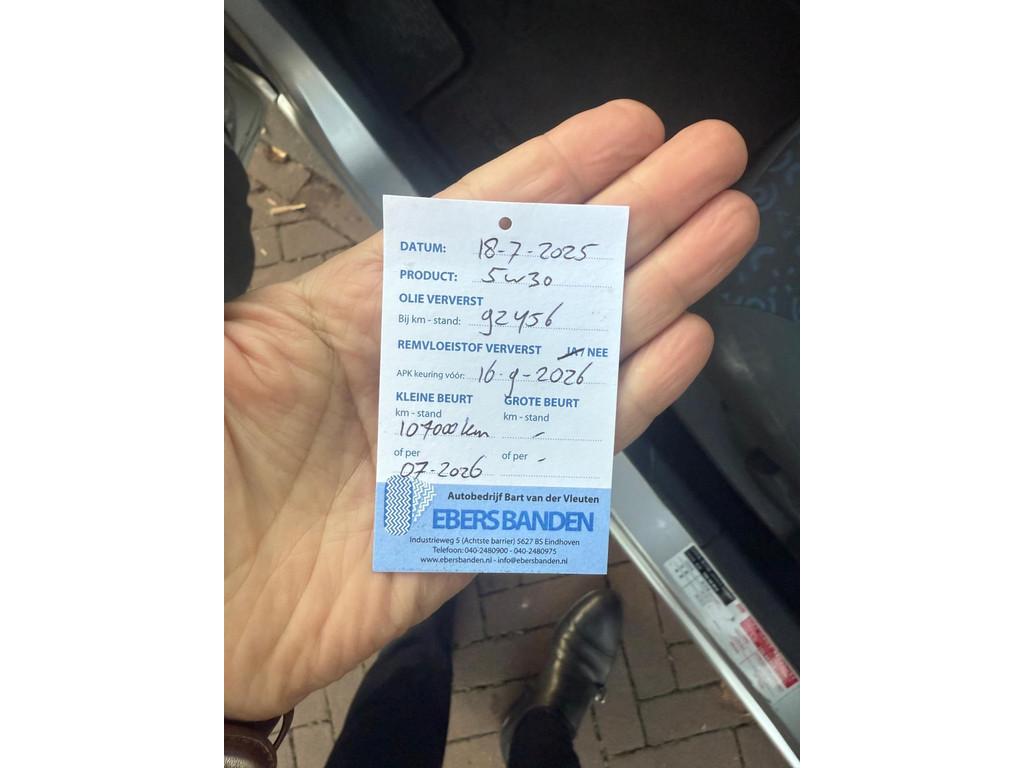 DATUM: 18-7-2025
PRODUCT: 5w30
OLIE VERVERST
Bij km - stand: 92456
REMVLOEISTOF VERVERST JA / NEE
APK keuring vóór: 16-9-2026
KLEINE BEURT GROTE BEURT
km - stand km - stand
107000 km -
of per of per -
07-2026
Autobedrijf Bart van der Vleuten
EBERS BANDEN
Industrieweg 5 (Achtste barrier) 5627 BS Eindhoven
Telefoon: 040-2480900 - 040-2480975
www.ebersbanden.nl - info@ebersbanden.nl